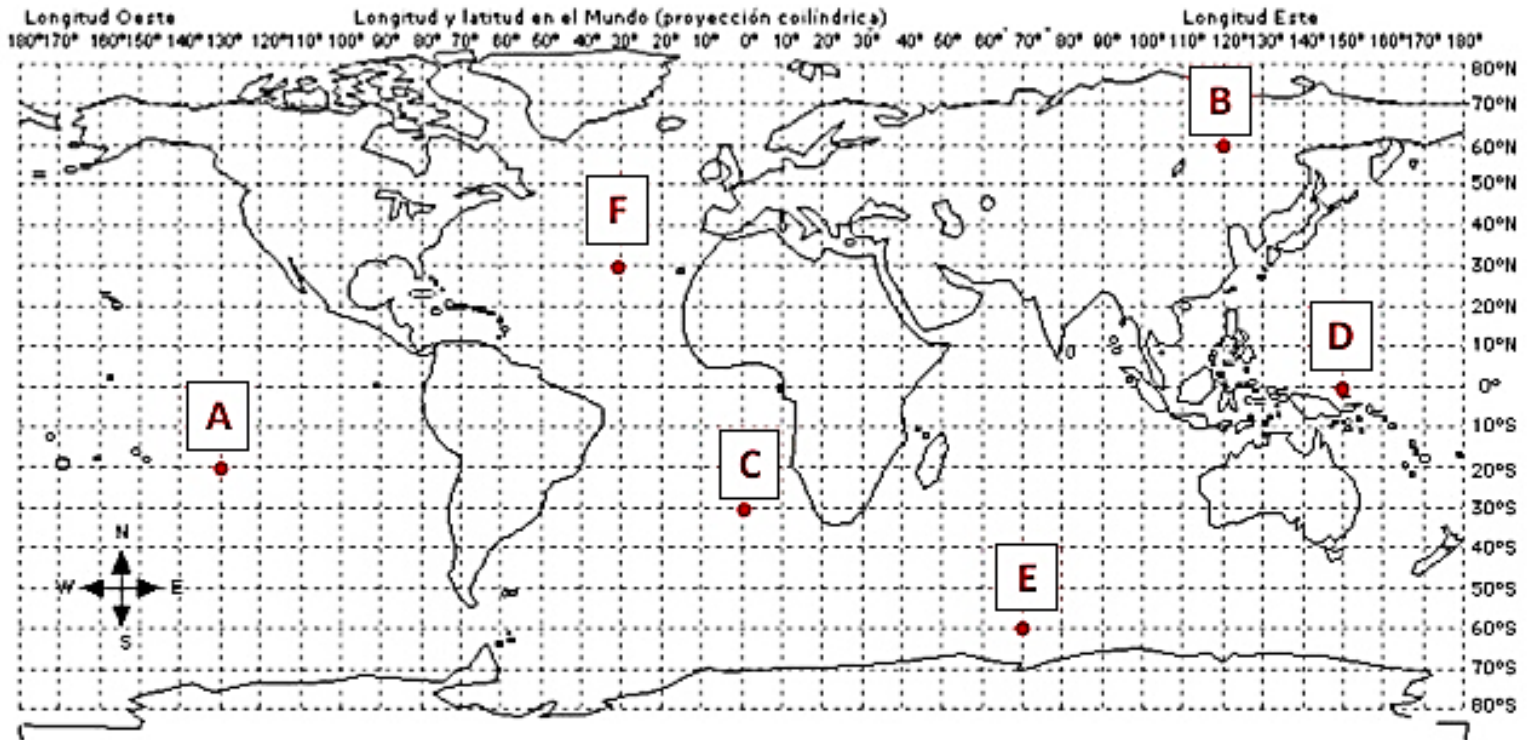 Longitud Oeste Longitud y latitud en el Mundo (proyección coilíndrica) Longitud Este
180°170° 160°150° 140°130° 120°110° 100° 90° 80° 70° 60° 50° 40° 30° 20° 10° 0° 10° 20° 30° 40° 50° 60° 70° 80° 90° 100° 110° 120° 130° 140° 150° 160°170° 180°
80°N
B
70°N
60°N
50°N
F
40°N
30°N
20°N
D
10°N
0°
A
10°S
C
20°S
30°S
N
40°S
E
W E
50°S
S
60°S
70°S
80°S